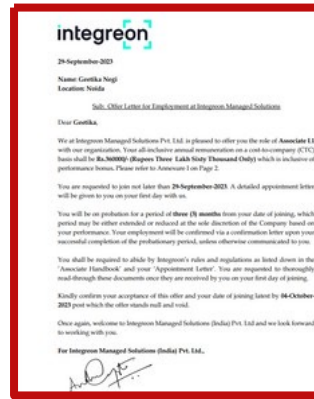 integreon
29-September-2023
Name: Geetika Negi
Location: Noida
Sub: Offer Letter for Employment at Integreon Managed Solutions
Dear Geetika,
We at Integreon Managed Solutions Pvt. Ltd. is pleased to offer you the role of Associate LI
with our organization. Your all-inclusive annual remuneration on a cost-to-company (CTC)
basis shall be Rs.360000/- (Rupees Three Lakh Sixty Thousand Only) which is inclusive of
performance bonus. Please refer to Annexure I on Page 2.
You are requested to join not later than 29-September-2023. A detailed appointment letter
will be given to you on your first day with us.
You will be on probation for a period of three (3) months from your date of joining, which
period may be either extended or reduced at the sole discretion of the Company based on
your performance. Your employment will be confirmed via a confirmation letter upon your
successful completion of the probationary period, unless otherwise communicated to you.
You shall be required to abide by Integreon's rules and regulations as listed down in the
'Associate Handbook' and your 'Appointment Letter'. You are requested to thoroughly
read-through these documents once they are received by you on your first day of joining.
Kindly confirm your acceptance of this offer and your date of joining latest by 04-October-
2023 post which the offer stands null and void.
Once again, welcome to Integreon Managed Solutions (India) Pvt. Ltd and we look forward
to working with you.
For Integreon Managed Solutions (India) Pvt. Ltd.,